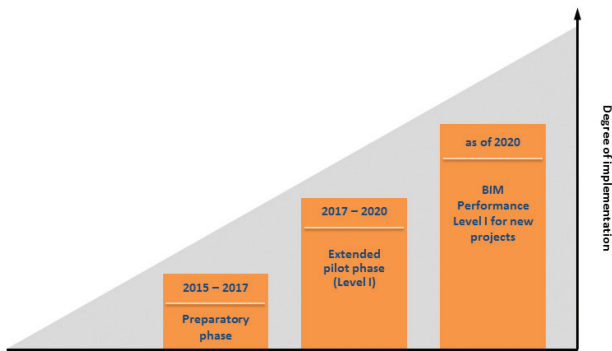 2015 – 2017
Preparatory
phase
2017 – 2020
Extended
pilot phase
(Level I)
as of 2020
BIM
Performance
Level I for new
projects
Degree of implementation